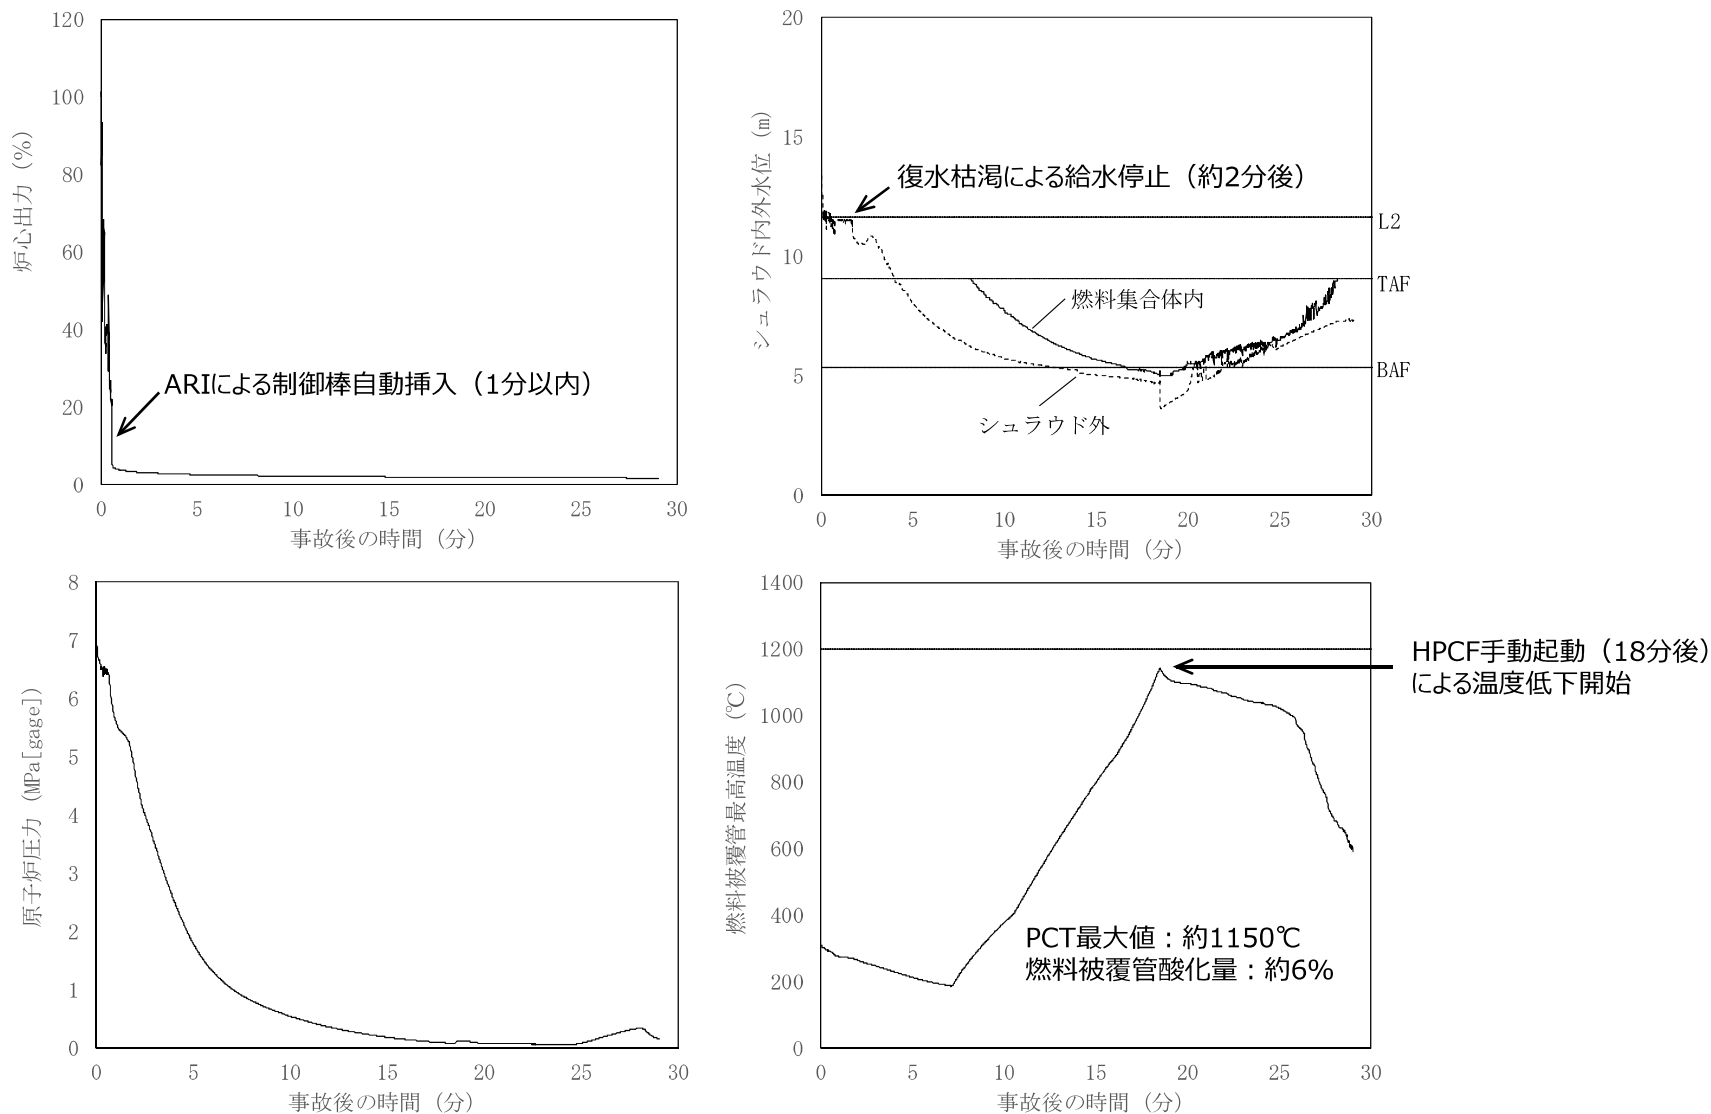 120
100
80
60
40
20
0
炉心出力 (%)
ARIによる制御棒自動挿入（1分以内）
0 5 10 15 20 25 30
事故後の時間 (分)
20
15
10
5
0
シュラウド内外水位 (m)
復水枯渇による給水停止（約2分後）
L2
TAF
燃料集合体内
BAF
シュラウド外
0 5 10 15 20 25 30
事故後の時間 (分)
8
7
6
5
4
3
2
1
0
原子炉圧力 (MPa[gage])
0 5 10 15 20 25 30
事故後の時間 (分)
1400
1200
1000
800
600
400
200
0
燃料被覆管最高温度 (℃)
HPCF手動起動（18分後）
による温度低下開始
PCT最大値：約1150℃
燃料被覆管酸化量：約6%
0 5 10 15 20 25 30
事故後の時間 (分)